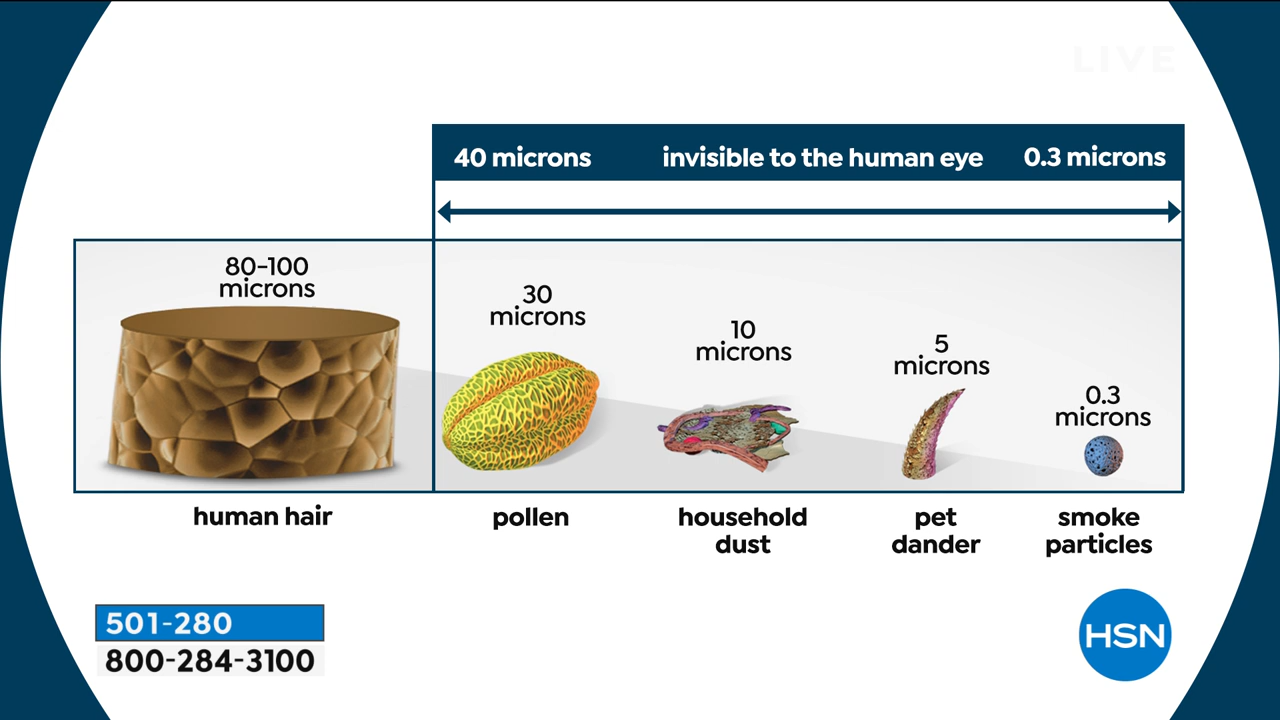 LIVE
40 microns invisible to the human eye 0.3 microns
80-100
microns
30
microns
10
microns
5
microns
0.3
microns
human hair
pollen
household
dust
pet
dander
smoke
particles
501-280
800-284-3100
HSN